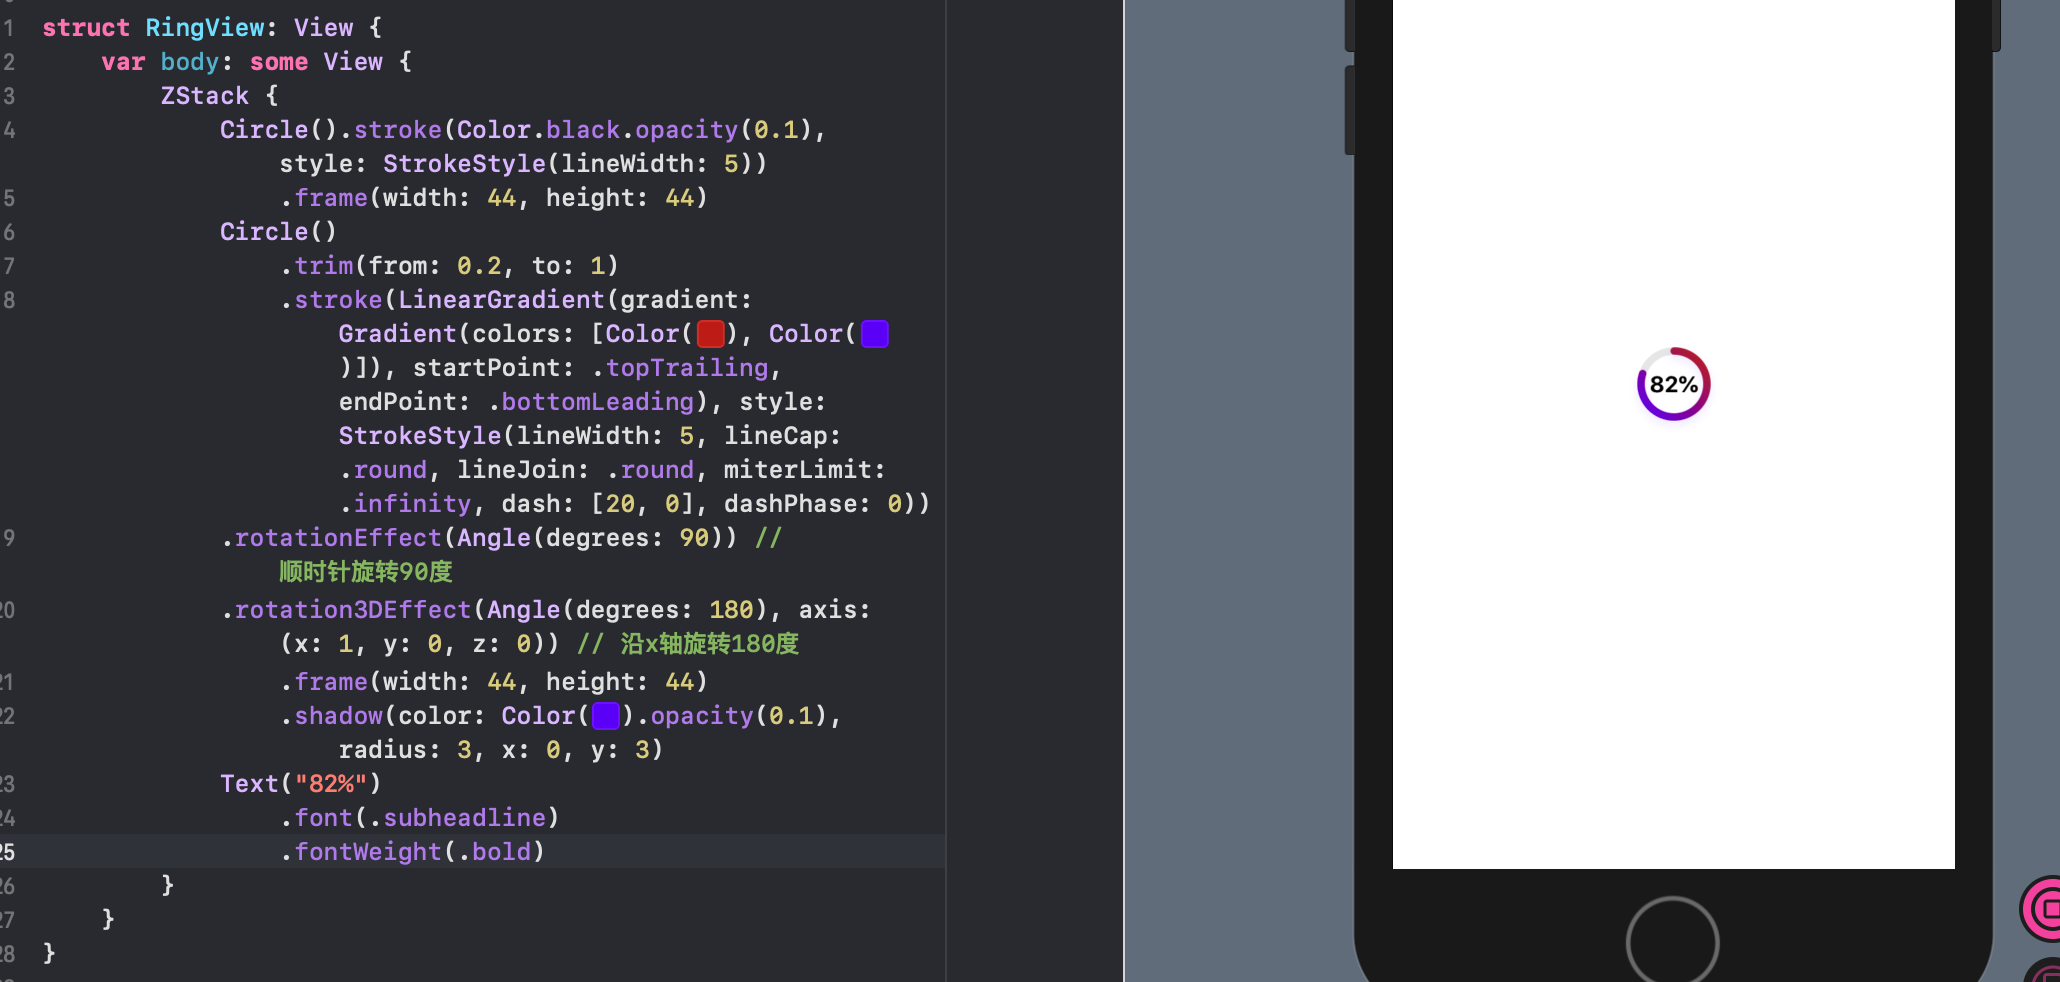 1 struct RingView: View {
2 var body: some View {
3 ZStack {
4 Circle().stroke(Color.black.opacity(0.1),
style: StrokeStyle(lineWidth: 5))
5 .frame(width: 44, height: 44)
6 Circle()
7 .trim(from: 0.2, to: 1)
8 .stroke(LinearGradient(gradient:
Gradient(colors: [Color( ), Color(
)]), startPoint: .topTrailing,
endPoint: .bottomLeading), style:
StrokeStyle(lineWidth: 5, lineCap:
.round, lineJoin: .round, miterLimit:
.infinity, dash: [20, 0], dashPhase: 0))
9 .rotationEffect(Angle(degrees: 90)) //
顺时针旋转90度
20 .rotation3DEffect(Angle(degrees: 180), axis:
(x: 1, y: 0, z: 0)) // 沿x轴旋转180度
21 .frame(width: 44, height: 44)
22 .shadow(color: Color( ).opacity(0.1),
radius: 3, x: 0, y: 3)
23 Text("82%")
24 .font(.subheadline)
25 .fontWeight(.bold)
26 }
27 }
28 }
82%